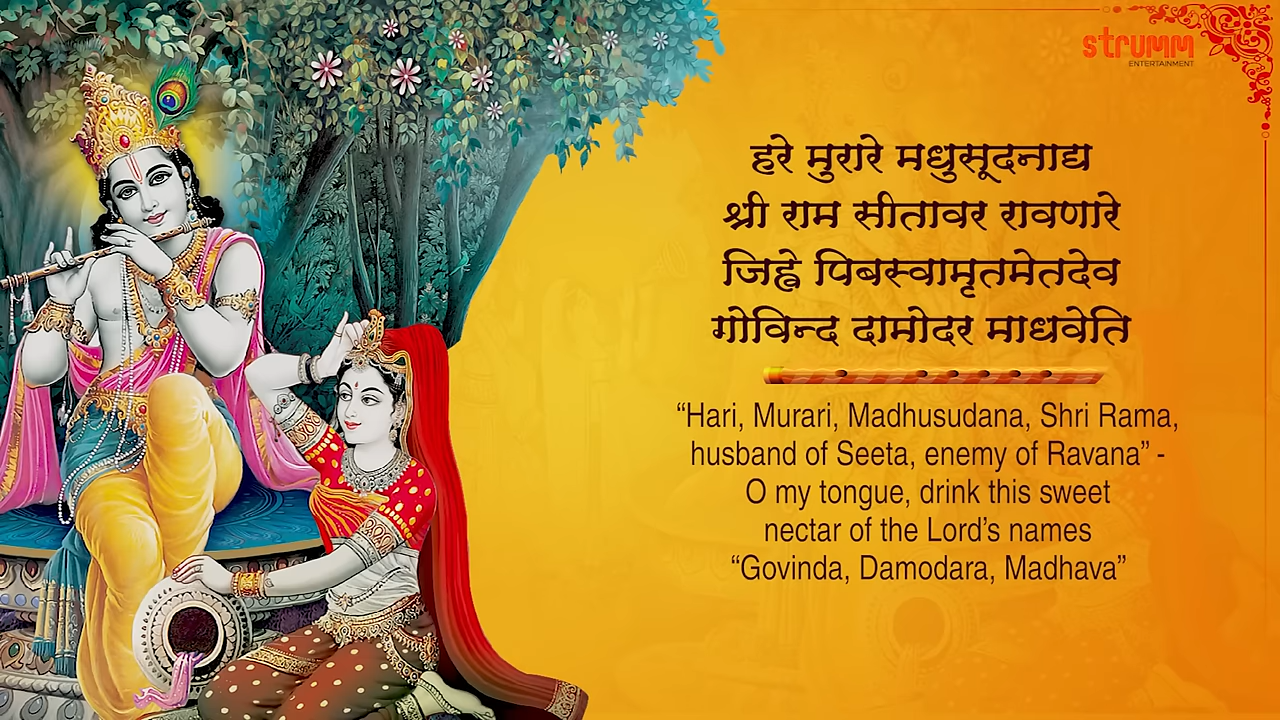 strumm
ENTERTAINMENT
हरे मुरारे मधुसूदनाद्य
श्री राम सीतावर रावणारे
जिह्वे पिबस्वामृतमेतदेव
गोविन्द दामोदर माधवेति
“Hari, Murari, Madhusudana, Shri Rama,
husband of Seeta, enemy of Ravana” -
O my tongue, drink this sweet
nectar of the Lord’s names
“Govinda, Damodara, Madhava”